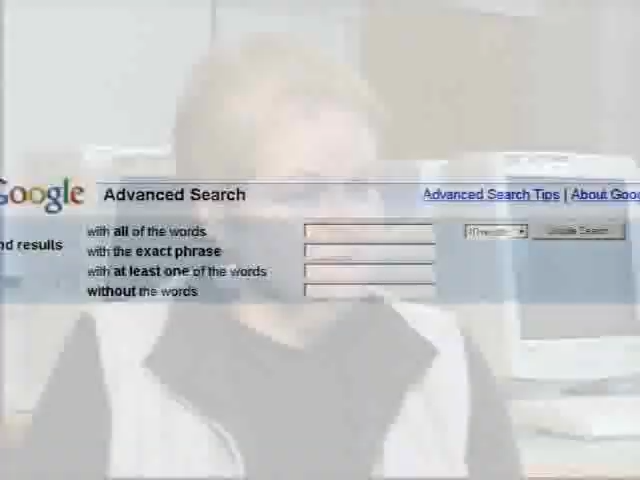 Google Advanced Search Advanced Search Tips | About Goo
nd results
with all of the words
with the exact phrase
with at least one of the words
without the words